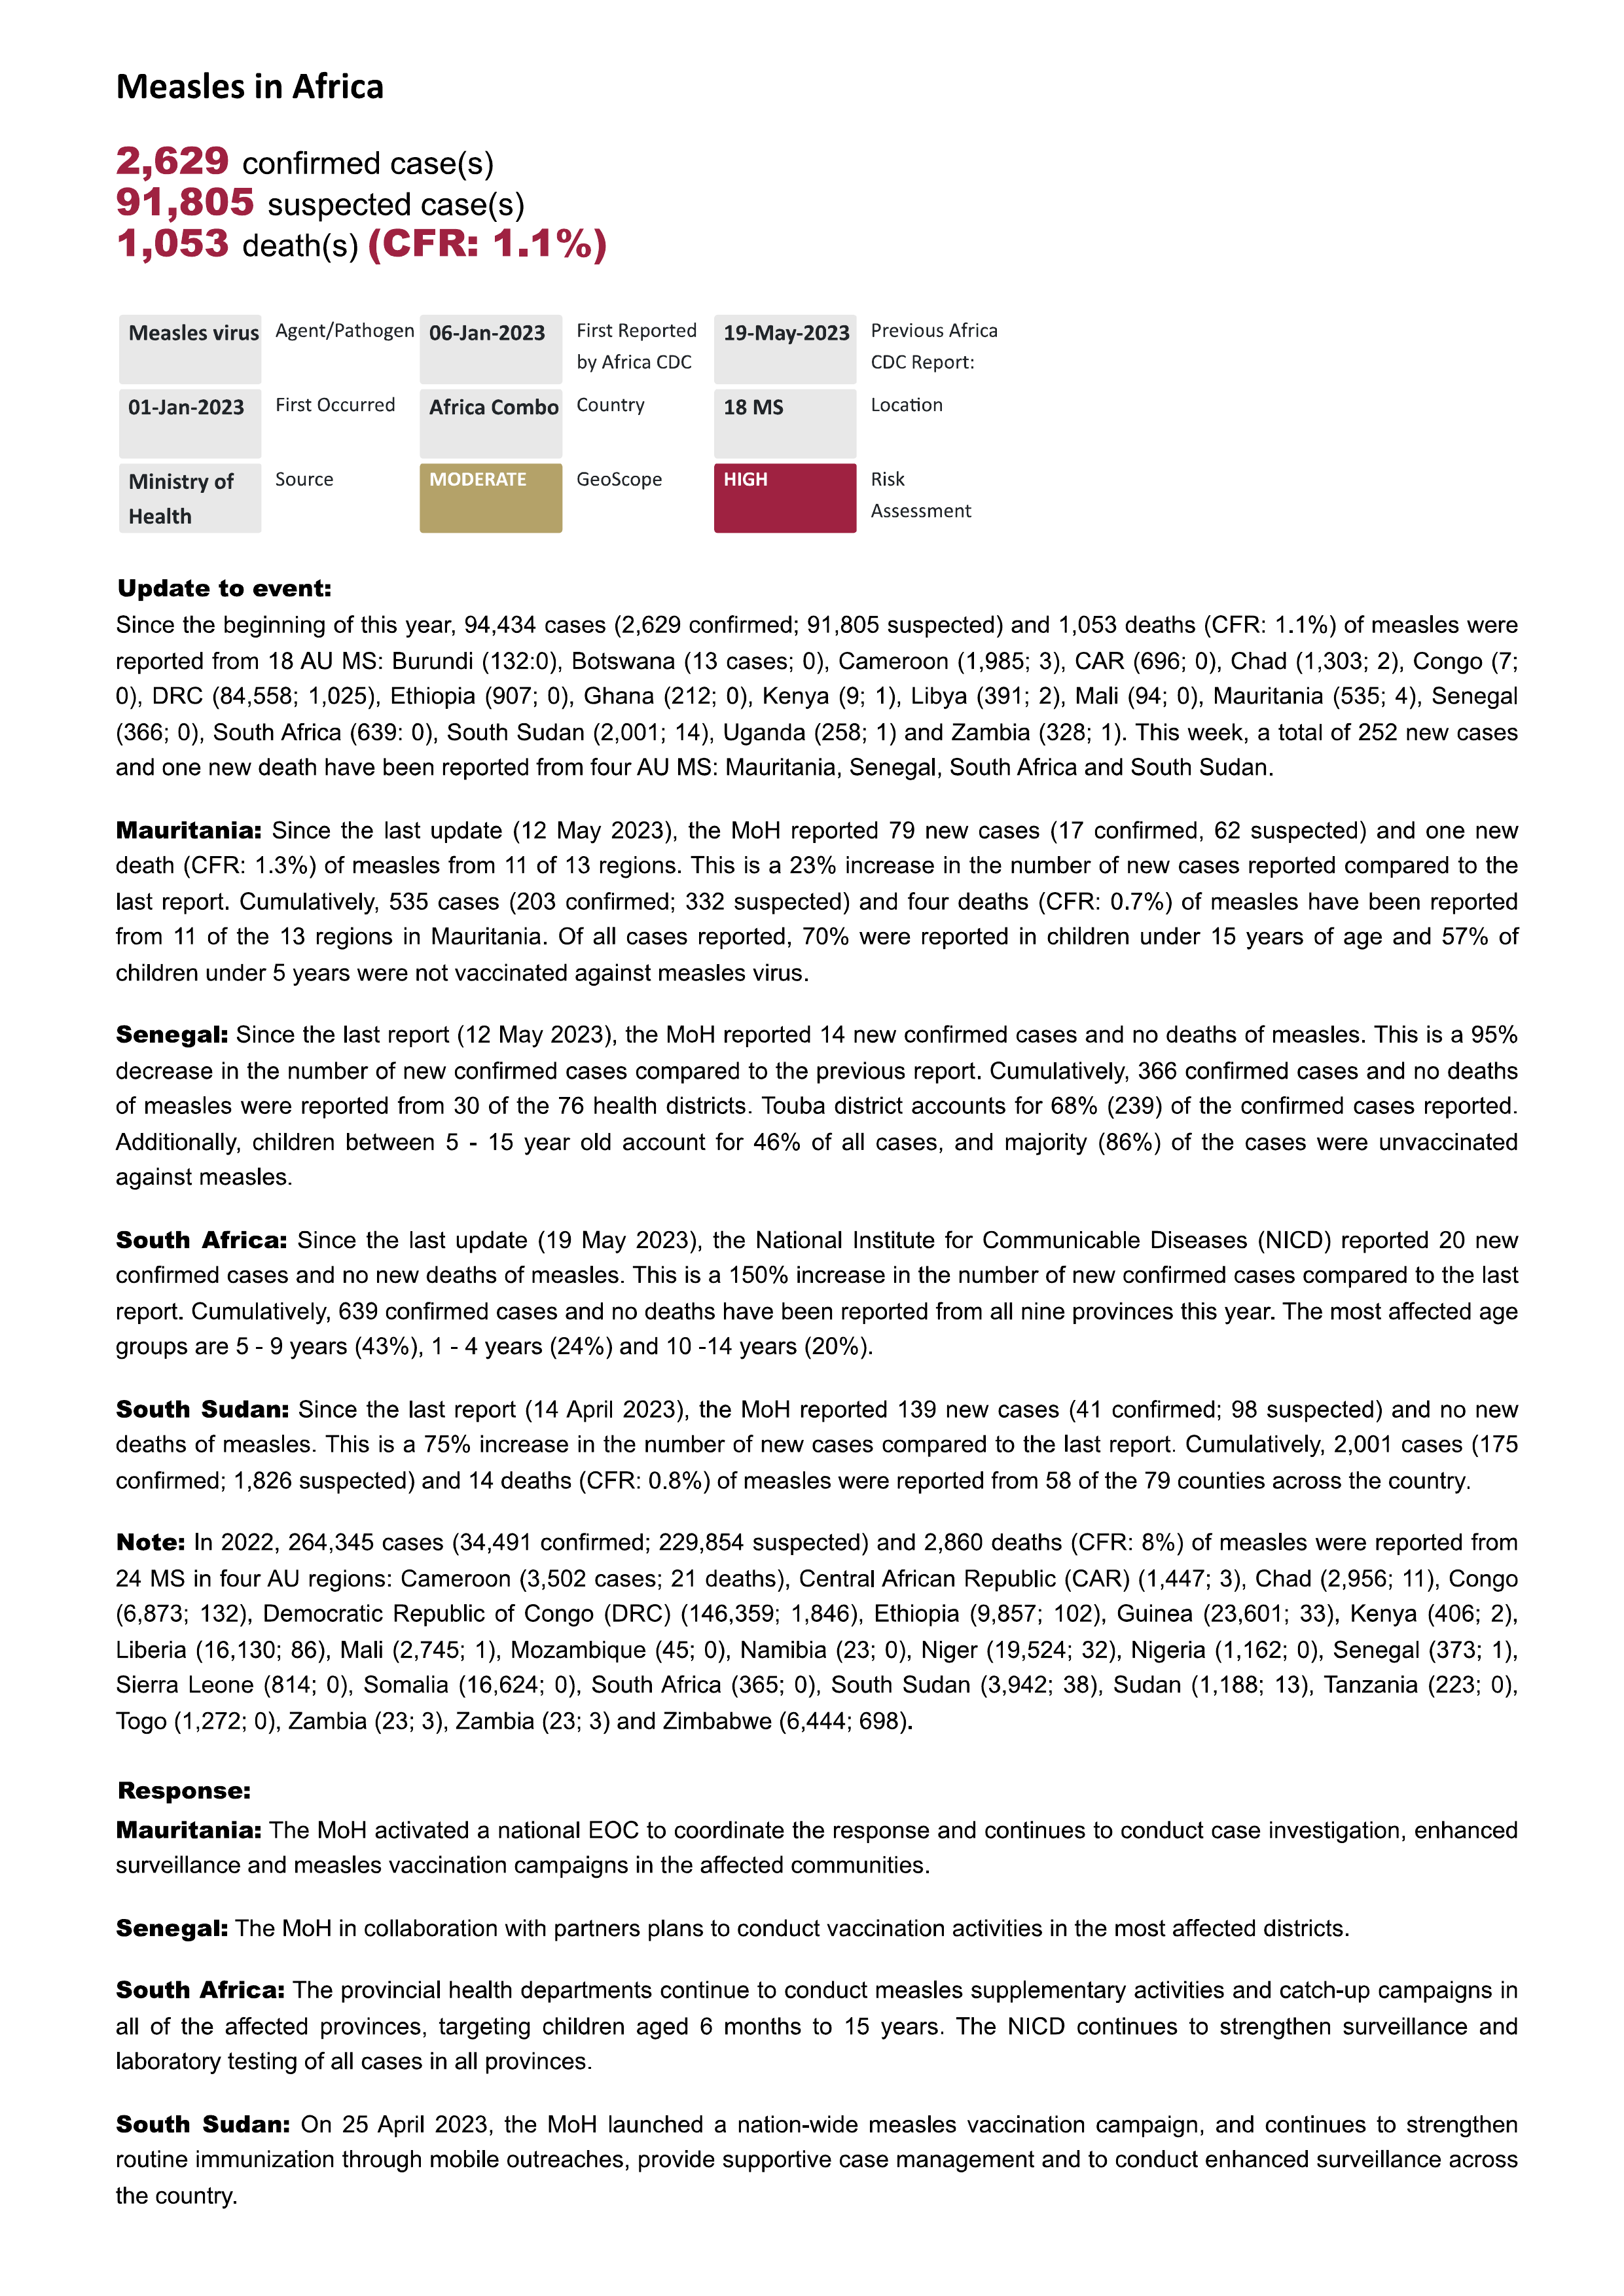 Measles in Africa
2,629 confirmed case(s)
91,805 suspected case(s)
1,053 death(s) (CFR: 1.1%)
Measles virus Agent/Pathogen 06-Jan-2023 First Reported by Africa CDC 19-May-2023 Previous Africa CDC Report:
01-Jan-2023 First Occurred Africa Combo Country 18 MS Location
Ministry of Health Source MODERATE GeoScope HIGH Risk Assessment
Update to event:
Since the beginning of this year, 94,434 cases (2,629 confirmed; 91,805 suspected) and 1,053 deaths (CFR: 1.1%) of measles were
reported from 18 AU MS: Burundi (132:0), Botswana (13 cases; 0), Cameroon (1,985; 3), CAR (696; 0), Chad (1,303; 2), Congo (7;
0), DRC (84,558; 1,025), Ethiopia (907; 0), Ghana (212; 0), Kenya (9; 1), Libya (391; 2), Mali (94; 0), Mauritania (535; 4), Senegal
(366; 0), South Africa (639: 0), South Sudan (2,001; 14), Uganda (258; 1) and Zambia (328; 1). This week, a total of 252 new cases
and one new death have been reported from four AU MS: Mauritania, Senegal, South Africa and South Sudan.
Mauritania: Since the last update (12 May 2023), the MoH reported 79 new cases (17 confirmed, 62 suspected) and one new
death (CFR: 1.3%) of measles from 11 of 13 regions. This is a 23% increase in the number of new cases reported compared to the
last report. Cumulatively, 535 cases (203 confirmed; 332 suspected) and four deaths (CFR: 0.7%) of measles have been reported
from 11 of the 13 regions in Mauritania. Of all cases reported, 70% were reported in children under 15 years of age and 57% of
children under 5 years were not vaccinated against measles virus.
Senegal: Since the last report (12 May 2023), the MoH reported 14 new confirmed cases and no deaths of measles. This is a 95%
decrease in the number of new confirmed cases compared to the previous report. Cumulatively, 366 confirmed cases and no deaths
of measles were reported from 30 of the 76 health districts. Touba district accounts for 68% (239) of the confirmed cases reported.
Additionally, children between 5 - 15 year old account for 46% of all cases, and majority (86%) of the cases were unvaccinated
against measles.
South Africa: Since the last update (19 May 2023), the National Institute for Communicable Diseases (NICD) reported 20 new
confirmed cases and no new deaths of measles. This is a 150% increase in the number of new confirmed cases compared to the last
report. Cumulatively, 639 confirmed cases and no deaths have been reported from all nine provinces this year. The most affected age
groups are 5 - 9 years (43%), 1 - 4 years (24%) and 10 -14 years (20%).
South Sudan: Since the last report (14 April 2023), the MoH reported 139 new cases (41 confirmed; 98 suspected) and no new
deaths of measles. This is a 75% increase in the number of new cases compared to the last report. Cumulatively, 2,001 cases (175
confirmed; 1,826 suspected) and 14 deaths (CFR: 0.8%) of measles were reported from 58 of the 79 counties across the country.
Note: In 2022, 264,345 cases (34,491 confirmed; 229,854 suspected) and 2,860 deaths (CFR: 8%) of measles were reported from
24 MS in four AU regions: Cameroon (3,502 cases; 21 deaths), Central African Republic (CAR) (1,447; 3), Chad (2,956; 11), Congo
(6,873; 132), Democratic Republic of Congo (DRC) (146,359; 1,846), Ethiopia (9,857; 102), Guinea (23,601; 33), Kenya (406; 2),
Liberia (16,130; 86), Mali (2,745; 1), Mozambique (45; 0), Namibia (23; 0), Niger (19,524; 32), Nigeria (1,162; 0), Senegal (373; 1),
Sierra Leone (814; 0), Somalia (16,624; 0), South Africa (365; 0), South Sudan (3,942; 38), Sudan (1,188; 13), Tanzania (223; 0),
Togo (1,272; 0), Zambia (23; 3), Zambia (23; 3) and Zimbabwe (6,444; 698).
Response:
Mauritania: The MoH activated a national EOC to coordinate the response and continues to conduct case investigation, enhanced
surveillance and measles vaccination campaigns in the affected communities.
Senegal: The MoH in collaboration with partners plans to conduct vaccination activities in the most affected districts.
South Africa: The provincial health departments continue to conduct measles supplementary activities and catch-up campaigns in
all of the affected provinces, targeting children aged 6 months to 15 years. The NICD continues to strengthen surveillance and
laboratory testing of all cases in all provinces.
South Sudan: On 25 April 2023, the MoH launched a nation-wide measles vaccination campaign, and continues to strengthen
routine immunization through mobile outreaches, provide supportive case management and to conduct enhanced surveillance across
the country.